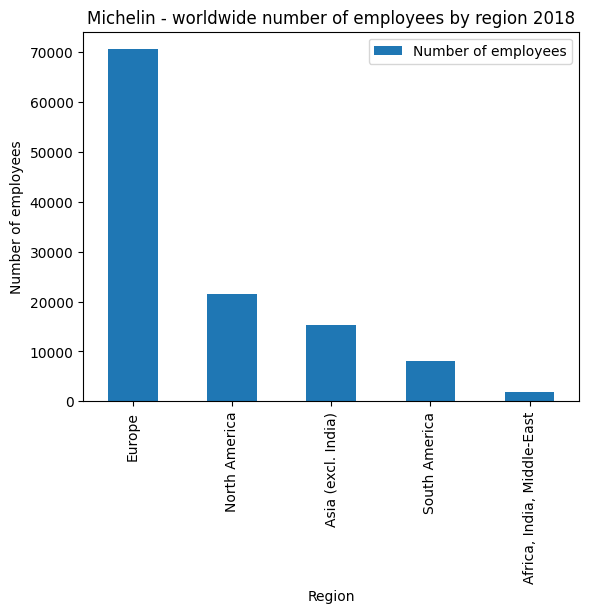 Michelin - worldwide number of employees by region 2018
Number of employees
Number of employees
70000
60000
50000
40000
30000
20000
10000
0
Europe
North America
Asia (excl. India)
South America
Africa, India, Middle-East
Region